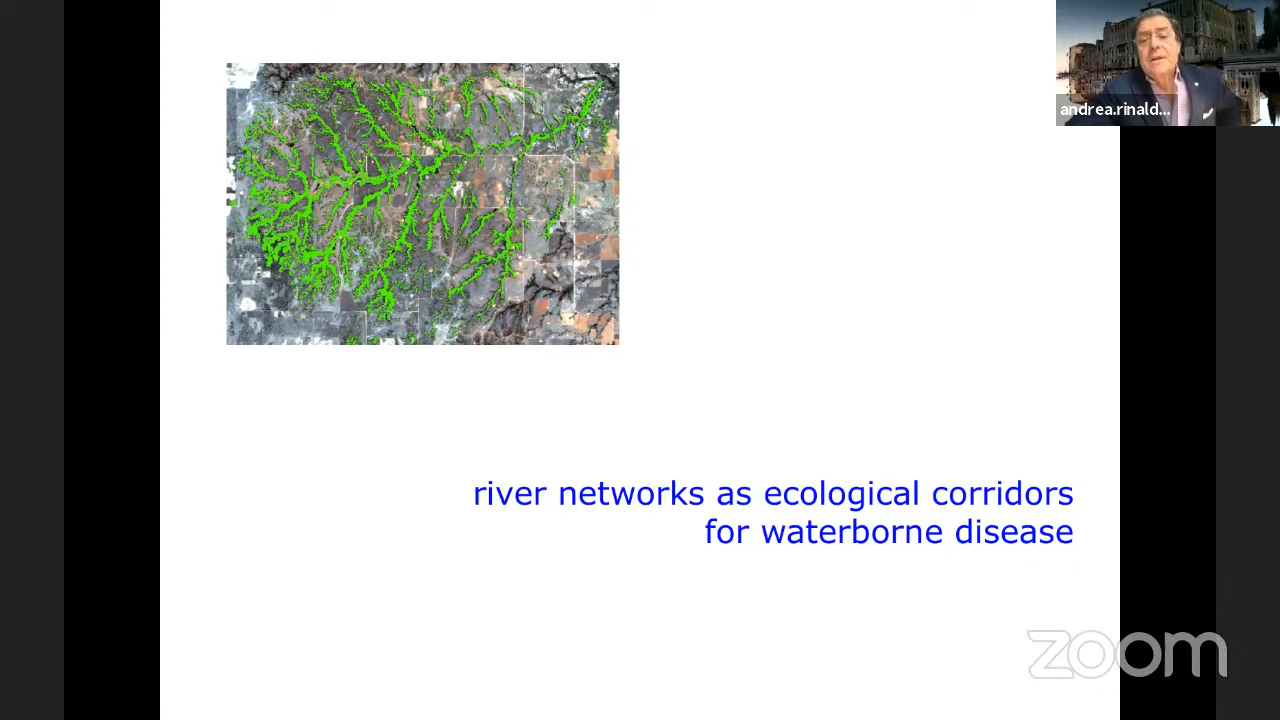 andrea.rinald...
river networks as ecological corridors
for waterborne disease
zoom